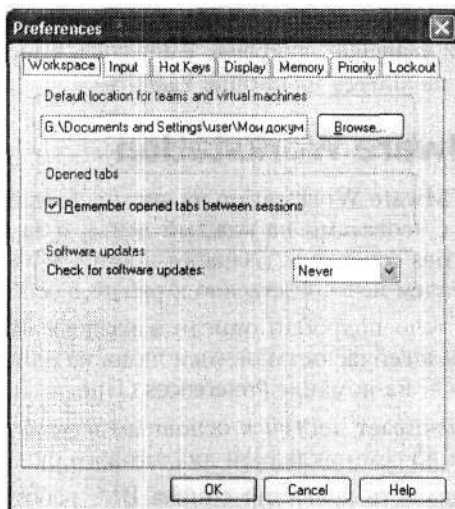 Preferences
Workspace Input Hot Keys Display Memory Priority Lockout
Default location for teams and virtual machines
G:\Documents and Settings\user\Мои докум Browse...
Opened tabs
Remember opened tabs between sessions
Software updates
Check for software updates: Never
OK Cancel Help